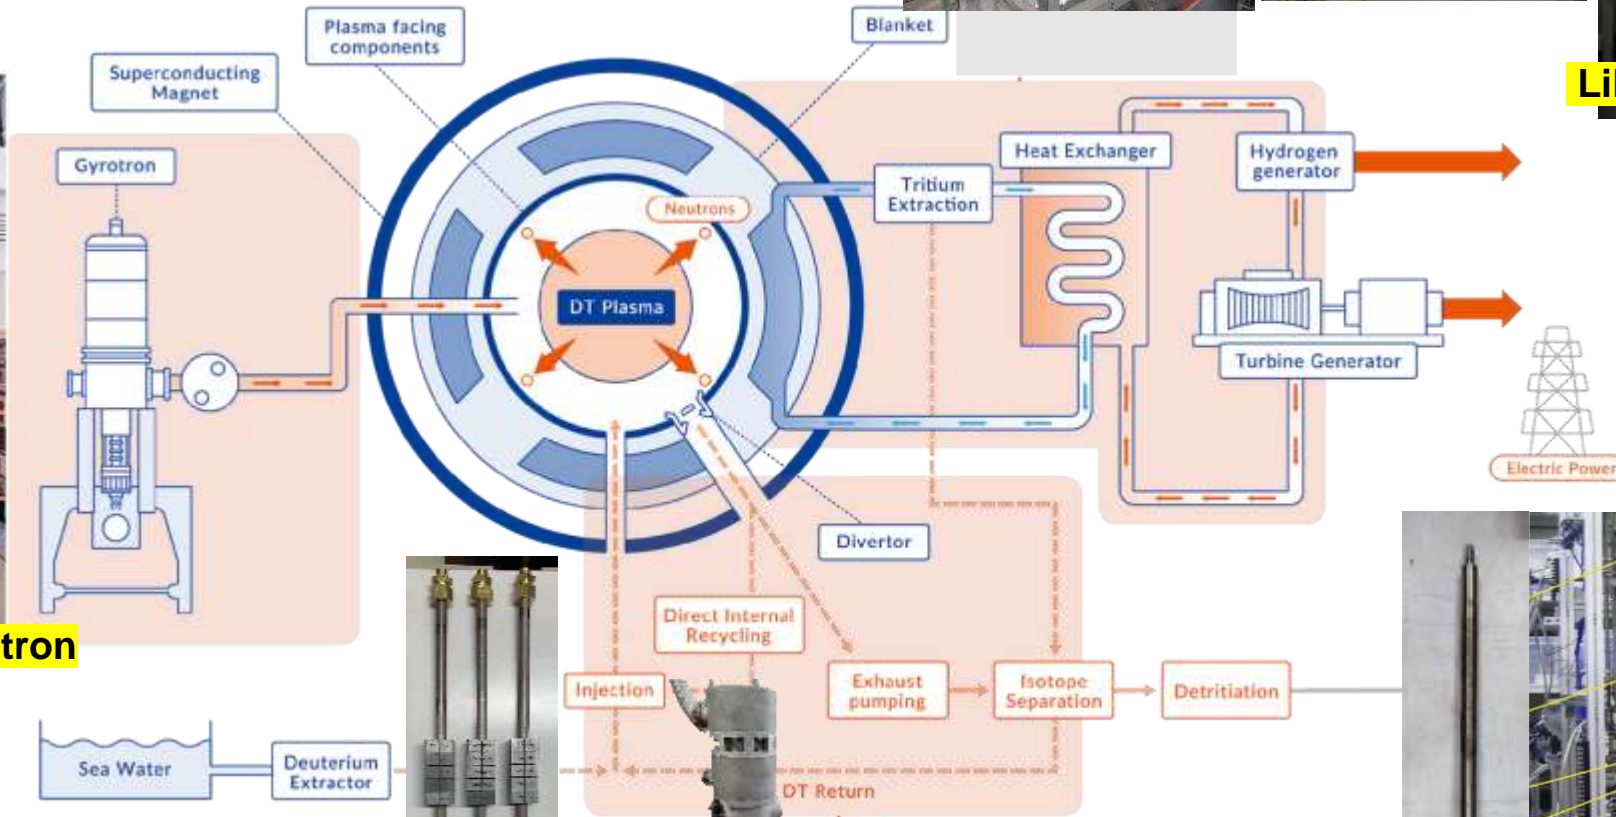 Plasma facing
components
Blanket
Superconducting
Magnet
Gyrotron
Heat Exchanger
Hydrogen
generator
Tritium
Extraction
Neutrons
DT Plasma
Turbine Generator
Electric Power
Divertor
tron
Direct Internal
Recycling
Injection
Exhaust
pumping
Isotope
Separation
Detritiation
Sea Water
Deuterium
Extractor
DT Return